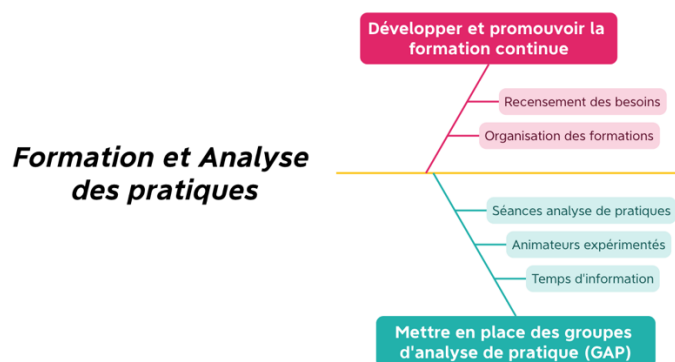 Développer et promouvoir la
formation continue
Recensement des besoins
Organisation des formations
Formation et Analyse
des pratiques
Séances analyse de pratiques
Animateurs expérimentés
Temps d'information
Mettre en place des groupes
d'analyse de pratique (GAP)